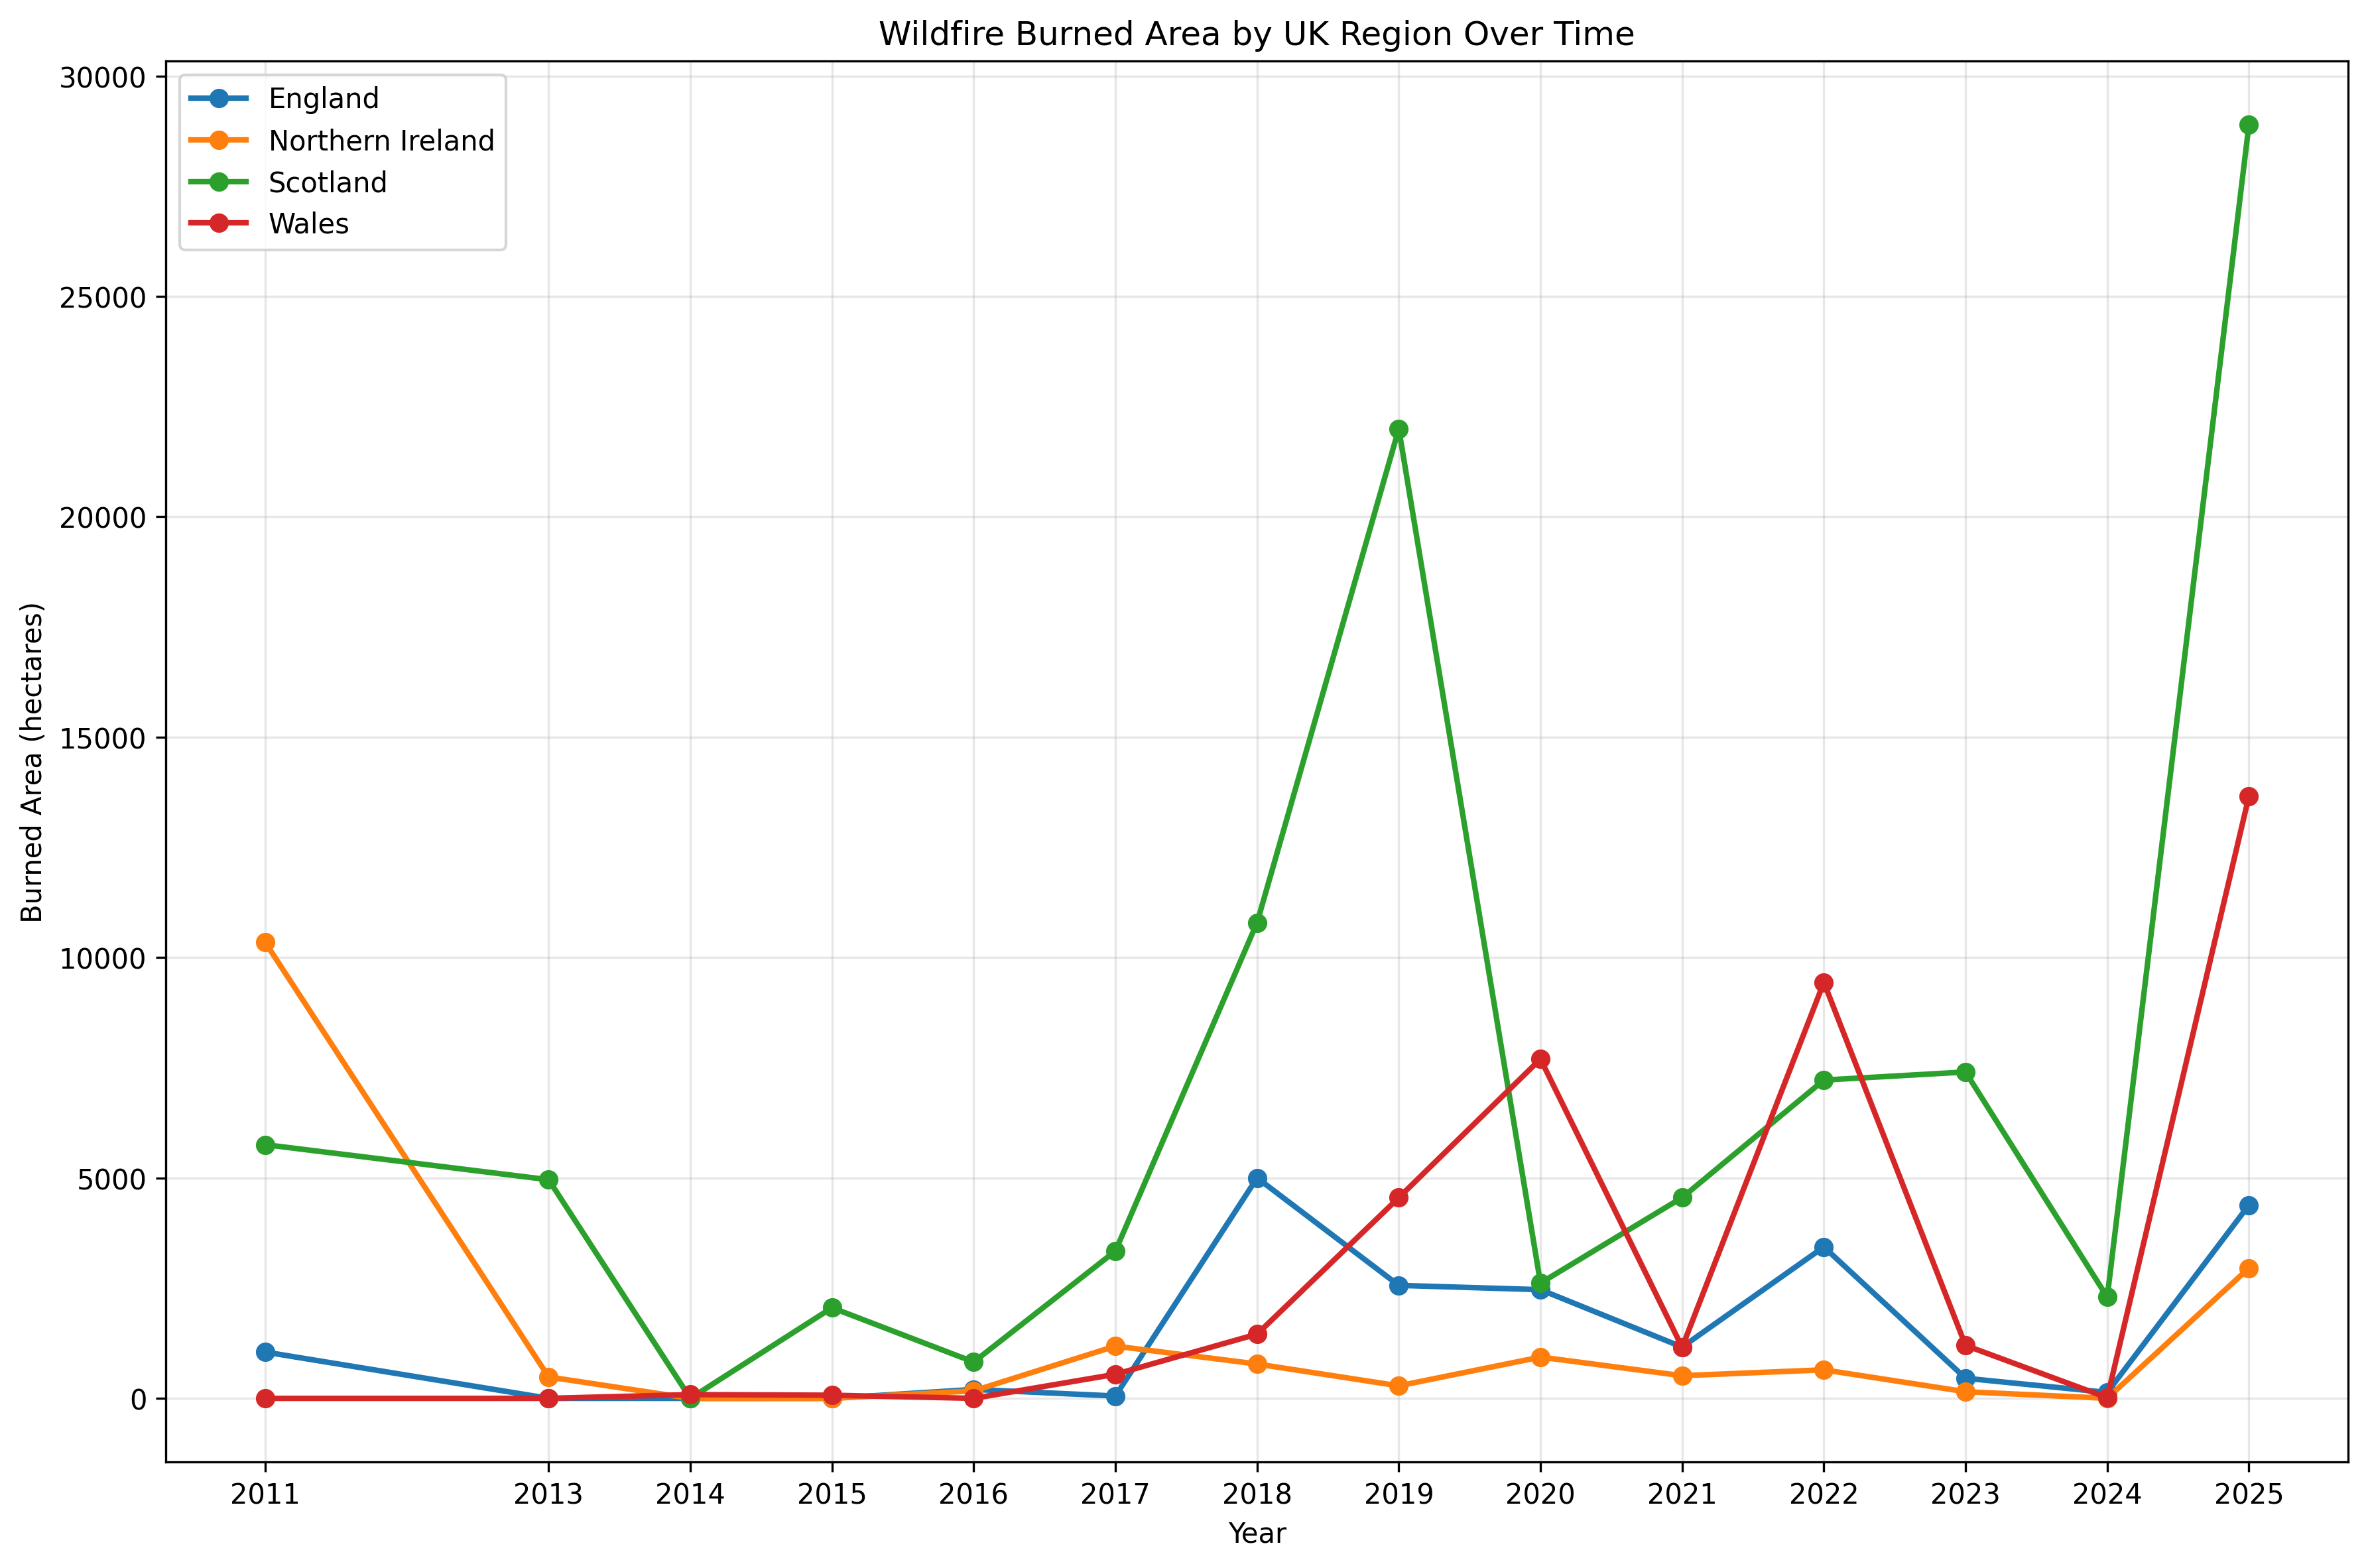 Wildfire Burned Area by UK Region Over Time
England
Northern Ireland
Scotland
Wales
Burned Area (hectares)
30000
25000
20000
15000
10000
5000
0
2011 2013 2014 2015 2016 2017 2018 2019 2020 2021 2022 2023 2024 2025
Year